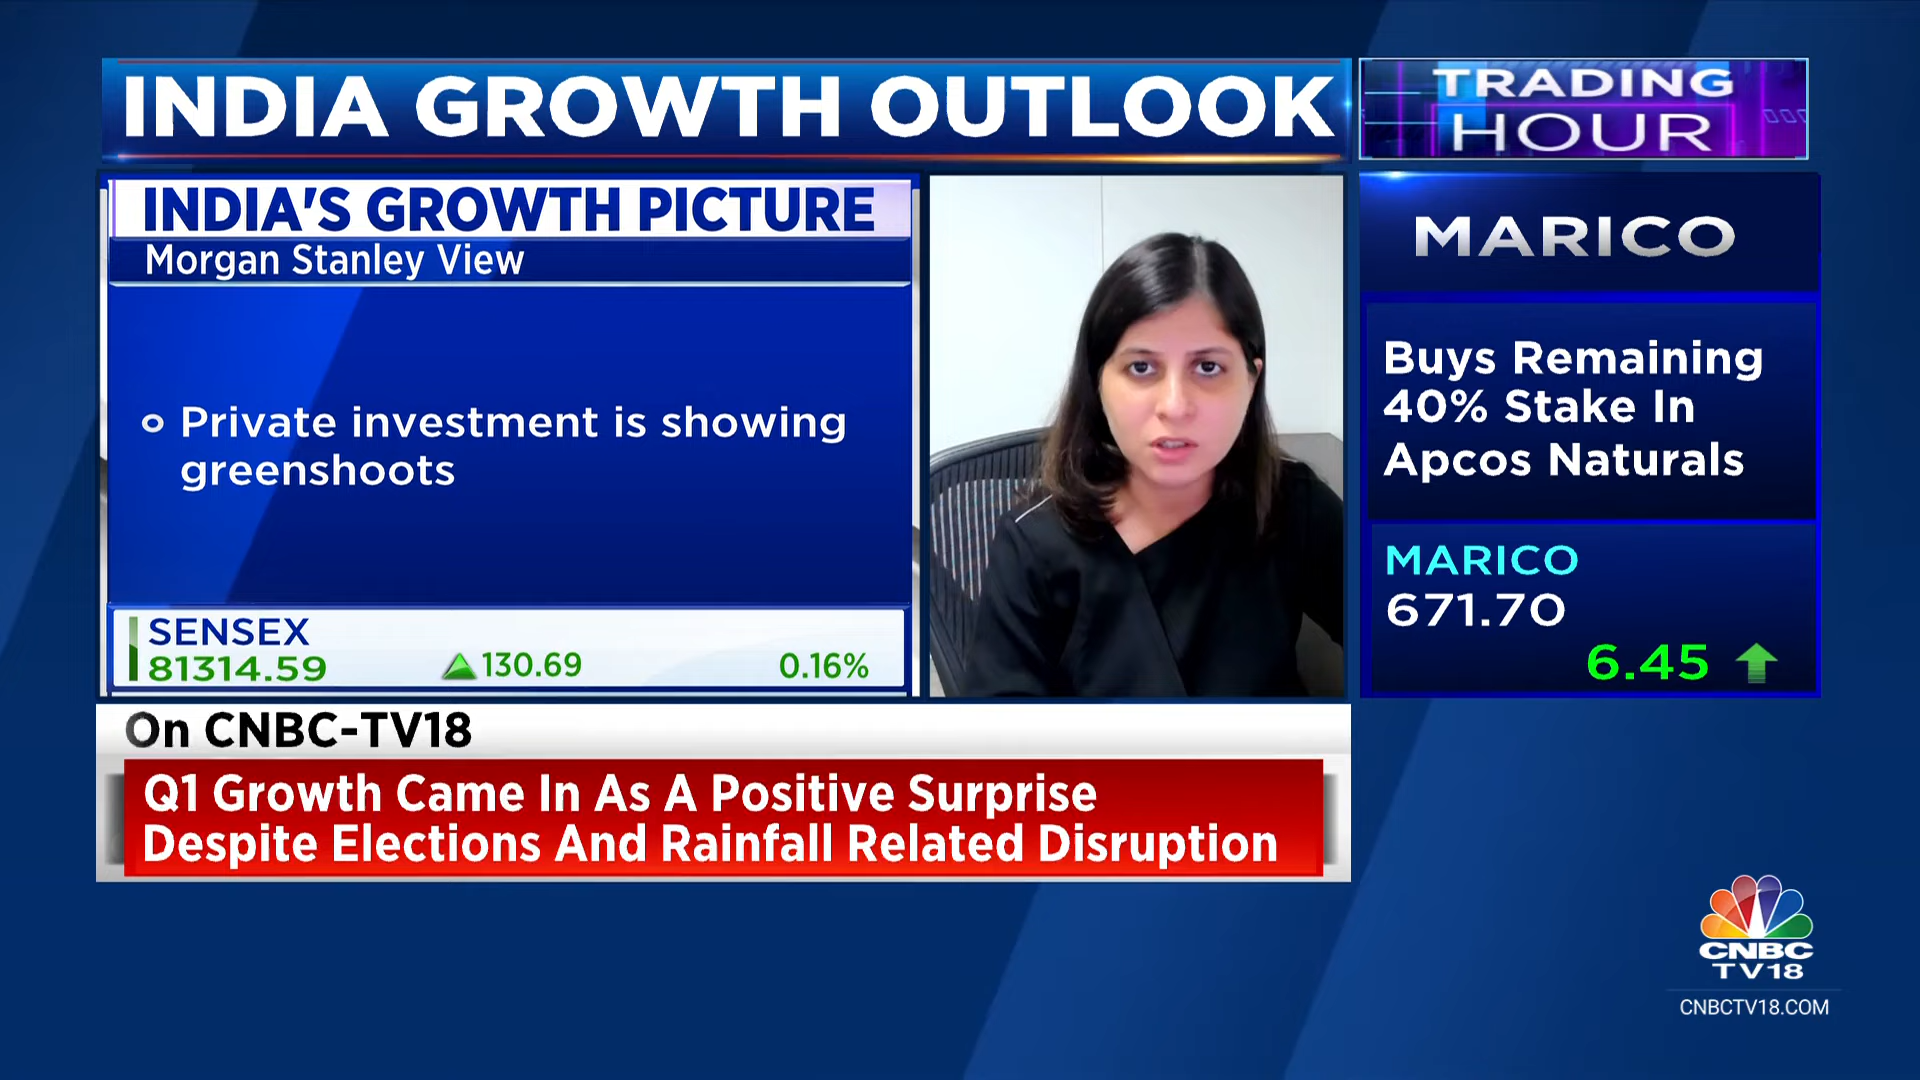 INDIA GROWTH OUTLOOK
TRADING
HOUR
INDIA'S GROWTH PICTURE
Morgan Stanley View
Private investment is showing
greenshoots
SENSEX
81314.59 130.69 0.16%
MARICO
Buys Remaining
40% Stake In
Apcos Naturals
MARICO
671.70
6.45
On CNBC-TV18
Q1 Growth Came In As A Positive Surprise
Despite Elections And Rainfall Related Disruption
CNBC
TV18
CNBCTV18.COM